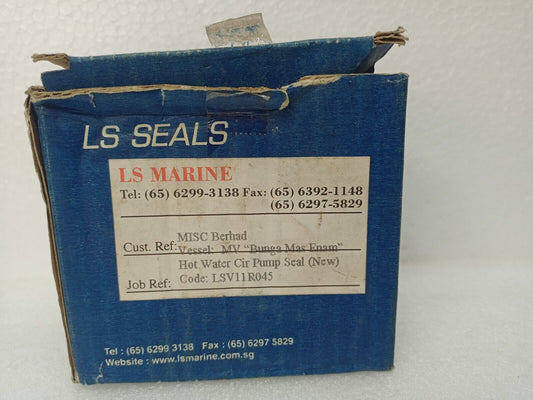 LS SEALS
LS MARINE
Tel: (65) 6299-3138 Fax: (65) 6392-1148
(65) 6297-5829
MISC Berhad
Cust. Ref: Vessel: MV "Bunga Mas Enam"
Hot Water Cir Pump Seal (New)
Job Ref: Code: LSV11R045
Tel : (65) 6299 3138 Fax : (65) 6297 5829
Website : www.lsmarine.com.sg